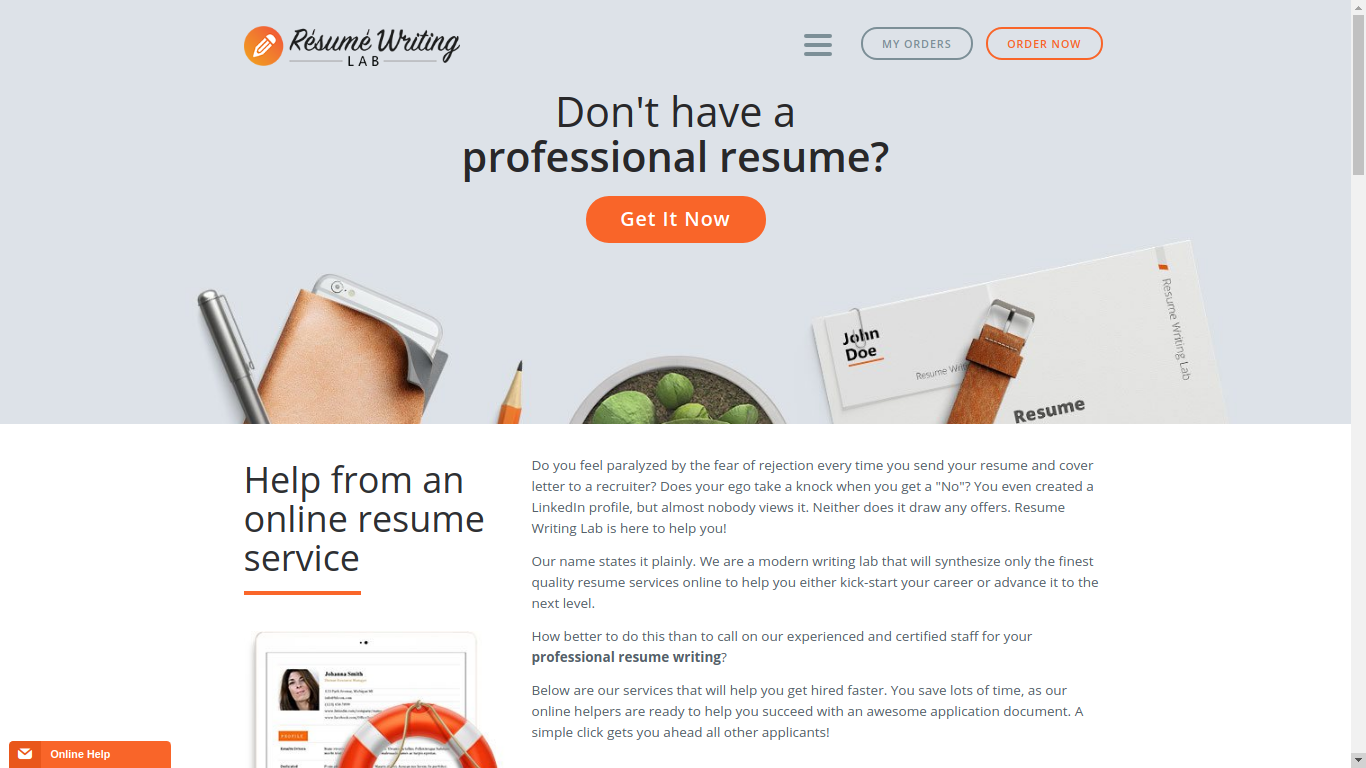 Résumé Writing
LAB
MY ORDERS
ORDER NOW
Don't have a
professional resume?
Get It Now
John
Doe
Resume
Resume Writing Lab
Help from an
online resume
service
Do you feel paralyzed by the fear of rejection every time you send your resume and cover
letter to a recruiter? Does your ego take a knock when you get a "No"? You even created a
LinkedIn profile, but almost nobody views it. Neither does it draw any offers. Resume
Writing Lab is here to help you!
Our name states it plainly. We are a modern writing lab that will synthesize only the finest
quality resume services online to help you either kick-start your career or advance it to the
next level.
How better to do this than to call on our experienced and certified staff for your
professional resume writing?
Below are our services that will help you get hired faster. You save lots of time, as our
online helpers are ready to help you succeed with an awesome application document. A
simple click gets you ahead all other applicants!
Johanna Smith
PROFILE
Online Help